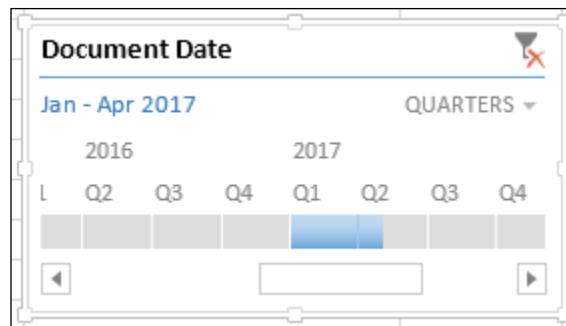 Document Date
Jan - Apr 2017 QUARTERS
2016 2017
Q2 Q3 Q4 Q1 Q2 Q3 Q4